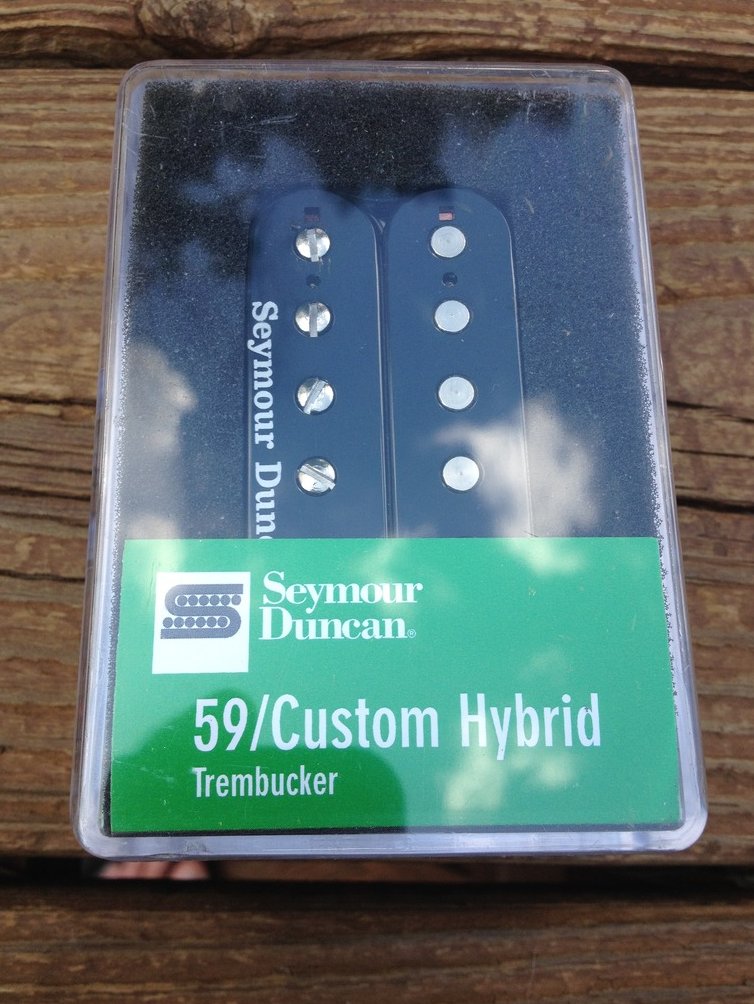 Seymour Dunc
Seymour
Duncan®
59/Custom Hybrid
Trembucker